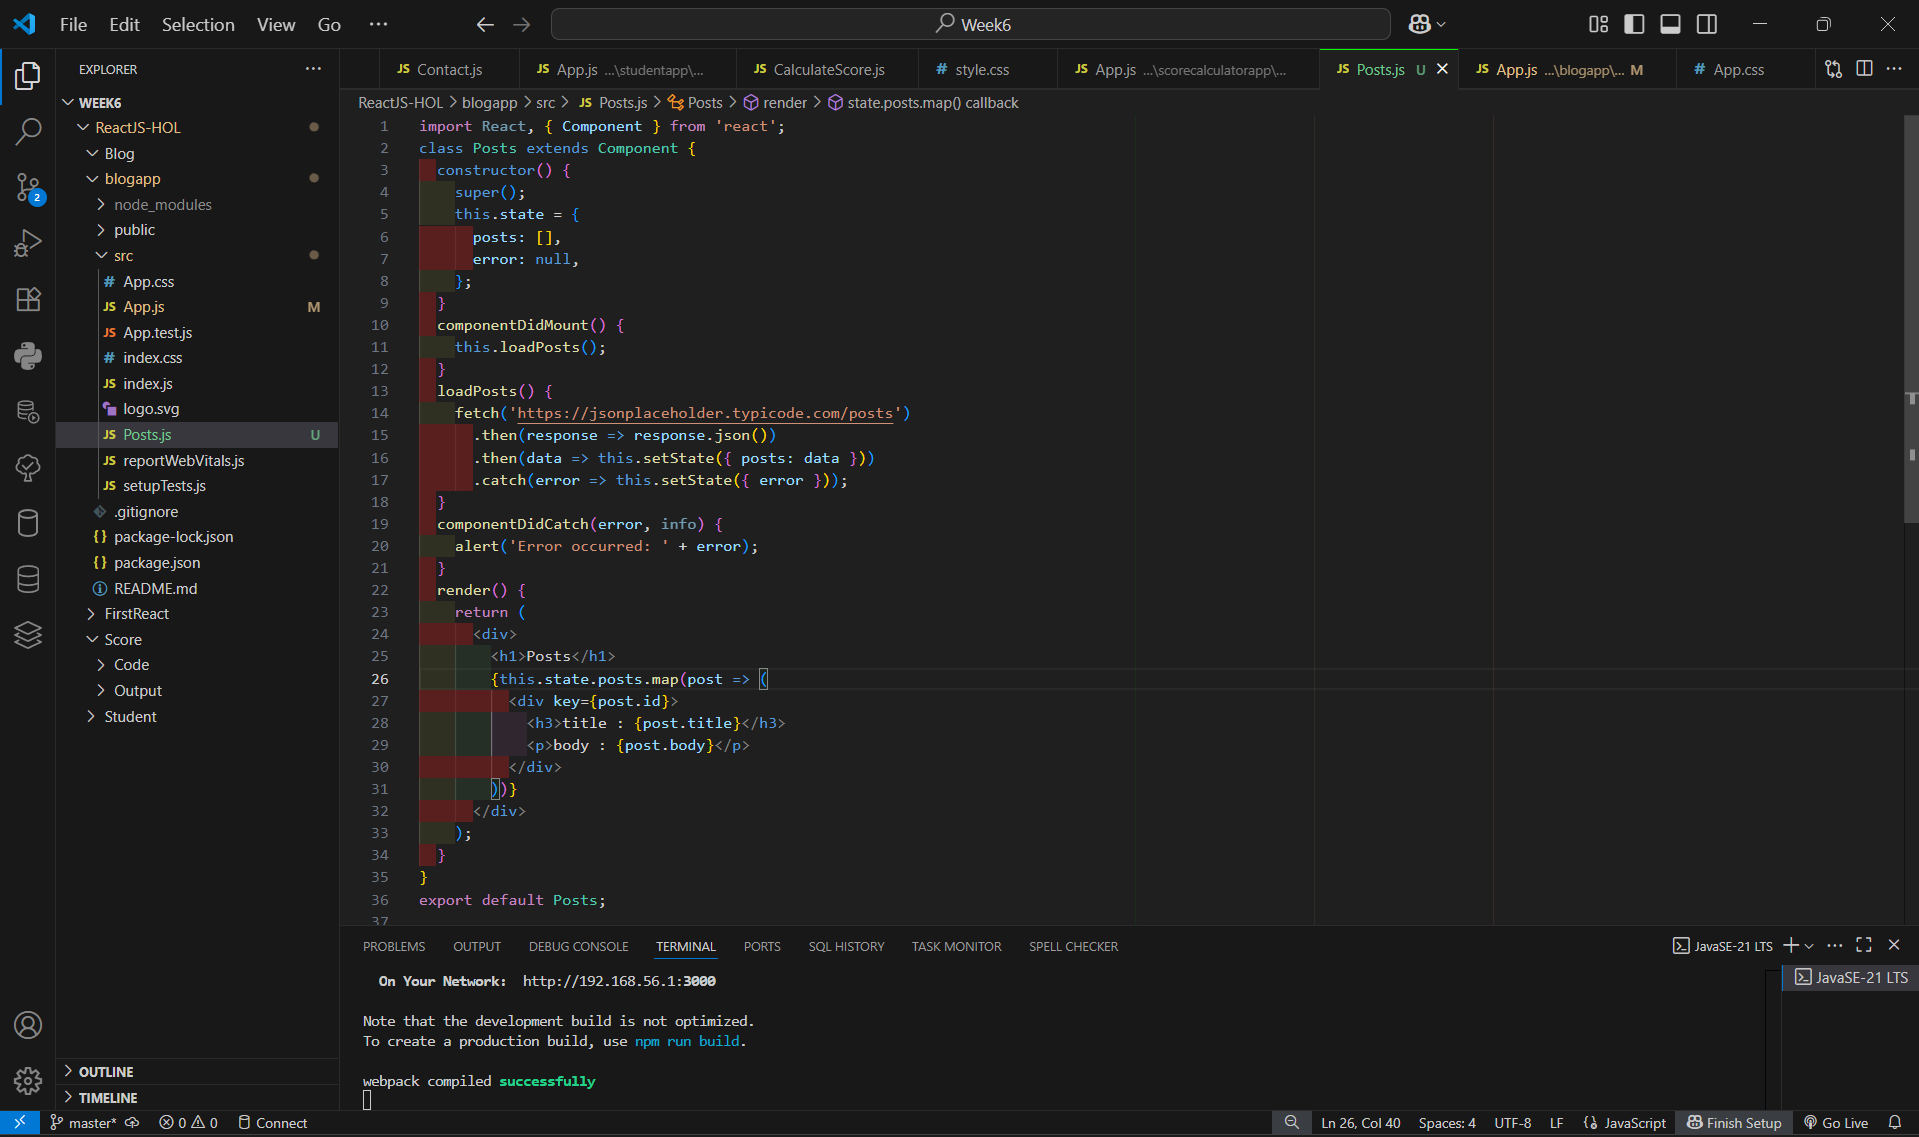 File Edit Selection View Go ··· Week6
EXPLORER ···
WEEK6
ReactJS-HOL
Blog
blogapp
node_modules
public
src
# App.css
JS App.js M
JS App.test.js
# index.css
JS index.js
logo.svg
JS Posts.js U
JS reportWebVitals.js
JS setupTests.js
.gitignore
{} package-lock.json
{} package.json
README.md
FirstReact
Score
Code
Output
Student
OUTLINE
TIMELINE
2
JS Contact.js JS App.js ...\studentapp\... JS CalculateScore.js # style.css JS App.js ...\scorecalculatorapp\... JS Posts.js U JS App.js ...\blogapp\... M # App.css
ReactJS-HOL > blogapp > src > JS Posts.js > Posts > render > state.posts.map() callback
1 import React, { Component } from 'react';
2 class Posts extends Component {
3 constructor() {
4 super();
5 this.state = {
6 posts: [],
7 error: null,
8 };
9 }
10 componentDidMount() {
11 this.loadPosts();
12 }
13 loadPosts() {
14 fetch('https://jsonplaceholder.typicode.com/posts')
15 .then(response => response.json())
16 .then(data => this.setState({ posts: data }))
17 .catch(error => this.setState({ error }));
18 }
19 componentDidCatch(error, info) {
20 alert('Error occurred: ' + error);
21 }
22 render() {
23 return (
24 <div>
25 <h1>Posts</h1>
26 {this.state.posts.map(post => (
27 <div key={post.id}>
28 <h3>title : {post.title}</h3>
29 <p>body : {post.body}</p>
30 </div>
31 ))}
32 </div>
33 );
34 }
35 }
36 export default Posts;
37
PROBLEMS OUTPUT DEBUG CONSOLE TERMINAL PORTS SQL HISTORY TASK MONITOR SPELL CHECKER JavaSE-21 LTS
On Your Network: http://192.168.56.1:3000
Note that the development build is not optimized.
To create a production build, use npm run build.
webpack compiled successfully
JavaSE-21 LTS
master* 0 0 Connect Ln 26, Col 40 Spaces: 4 UTF-8 LF {} JavaScript Finish Setup Go Live